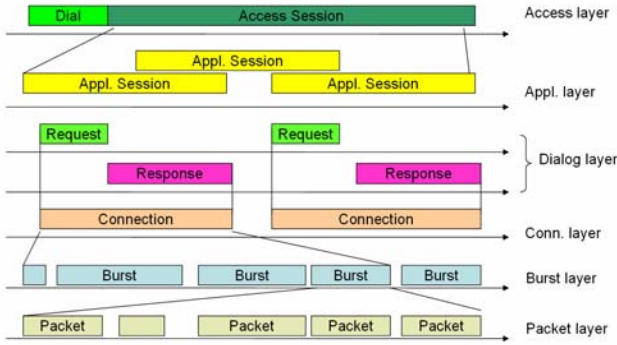 Dial Access Session Access layer
Appl. Session
Appl. Session Appl. Session
Appl. layer
Request Request
Dialog layer
Response Response
Connection Connection
Conn. layer
Burst Burst Burst Burst Burst layer
Packet Packet Packet Packet Packet layer